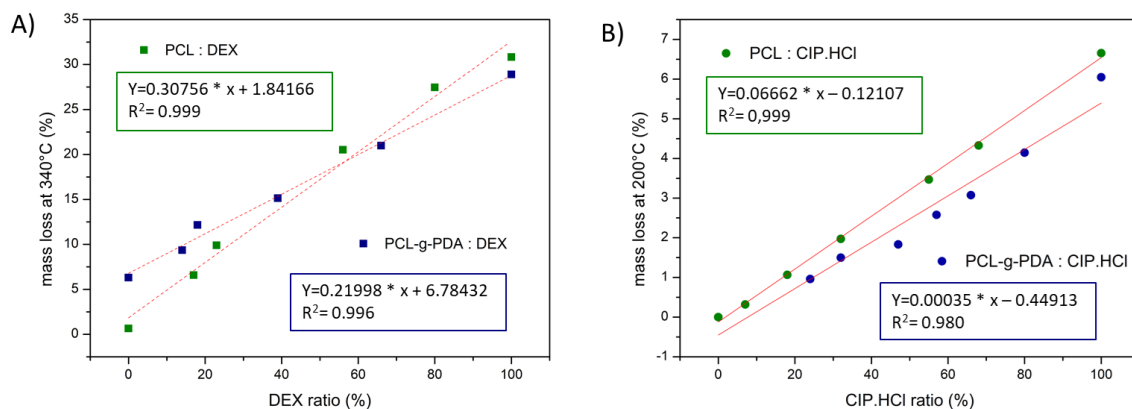 A)
PCL : DEX
Y=0.30756 * x + 1.84166
R²= 0.999
PCL-g-PDA : DEX
Y=0.21998 * x + 6.78432
R²= 0.996
mass loss at 340°C (%)
35
30
25
20
15
10
5
0
0 20 40 60 80 100
DEX ratio (%)
B)
PCL : CIP.HCl
Y=0.06662 * x – 0.12107
R²= 0,999
PCL-g-PDA : CIP.HCl
Y=0.00035 * x – 0.44913
R²= 0.980
mass loss at 200°C (%)
7
6
5
4
3
2
1
0
-1
0 20 40 60 80 100
CIP.HCl ratio (%)